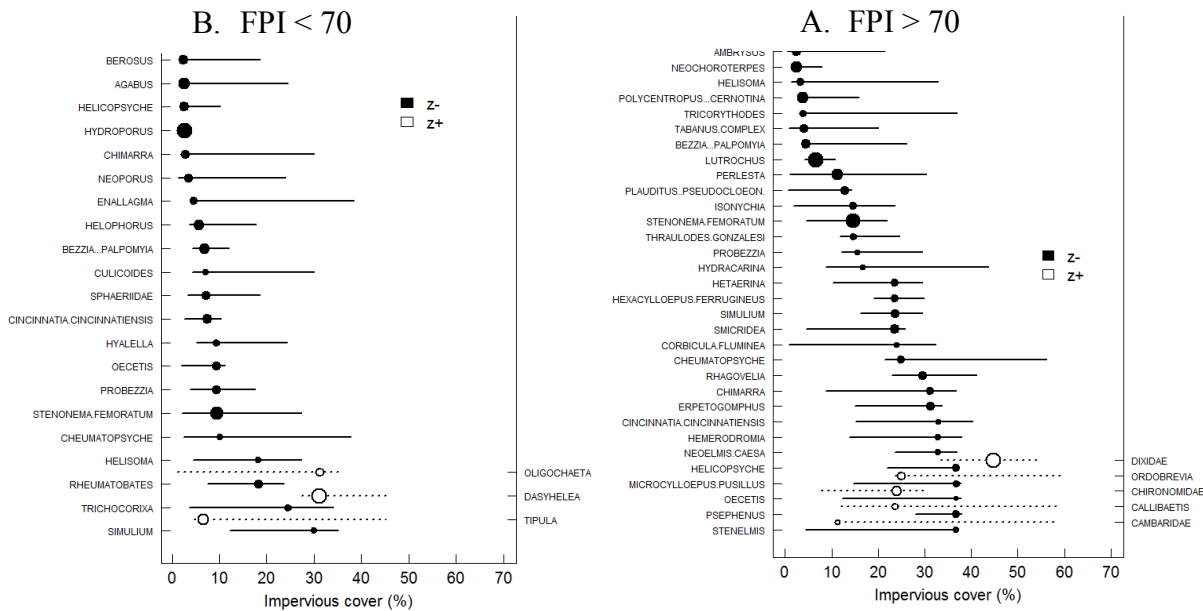 B. FPI < 70
BEROSUS
AGABUS
HELICOPSYCHE
HYDROPORUS
CHIMARRA
NEOPORUS
ENALLAGMA
HELOPHORUS
BEZZIA...PALPOMYIA
CULICOIDES
SPHAERIIDAE
CINCINNATIA.CINCINNATIENSIS
HYALELLA
OECETIS
PROBEZZIA
STENONEMA.FEMORATUM
CHEUMATOPSYCHE
HELISOMA
RHEUMATOBATES
TRICHOCORIXA
SIMULIUM
z-
z+
OLIGOCHAETA
DASYHELEA
TIPULA
0 10 20 30 40 50 60 70
Impervious cover (%)
A. FPI > 70
AMBRYSUS
NEOCHOROTERPES
HELISOMA
POLYCENTROPUS...CERNOTINA
TRICORYTHODES
TABANUS.COMPLEX
BEZZIA...PALPOMYIA
LUTROCHUS
PERLESTA
PLAUDITUS..PSEUDOCLOEON.
ISONYCHIA
STENONEMA.FEMORATUM
THRAULODES.GONZALESI
PROBEZZIA
HYDRACARINA
HETAERINA
HEXACYLLOEPUS.FERRUGINEUS
SIMULIUM
SMICRIDEA
CORBICULA.FLUMINEA
CHEUMATOPSYCHE
RHAGOVELIA
CHIMARRA
ERPETOGOMPHUS
CINCINNATIA.CINCINNATIENSIS
HEMERODROMIA
NEOELMIS.CAESA
HELICOPSYCHE
MICROCYLLOEPUS.PUSILLUS
OECETIS
PSEPHENUS
STENELMIS
z-
z+
DIXIDAE
ORDOBREVIA
CHIRONOMIDAE
CALLIBAETIS
CAMBARIDAE
0 10 20 30 40 50 60 70
Impervious cover (%)